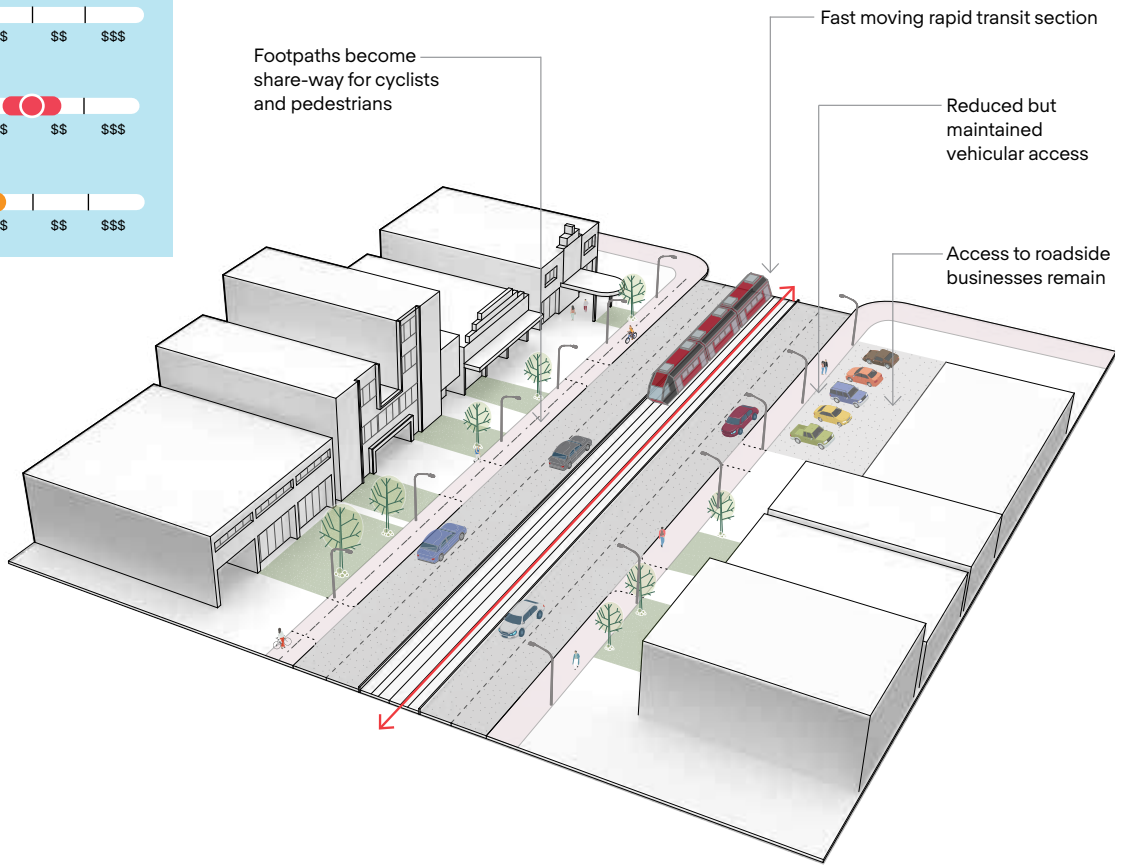 $ $$ $$$
$ $$ $$$
$ $$ $$$
Footpaths become
share-way for cyclists
and pedestrians
Fast moving rapid transit section
Reduced but
maintained
vehicular access
Access to roadside
businesses remain